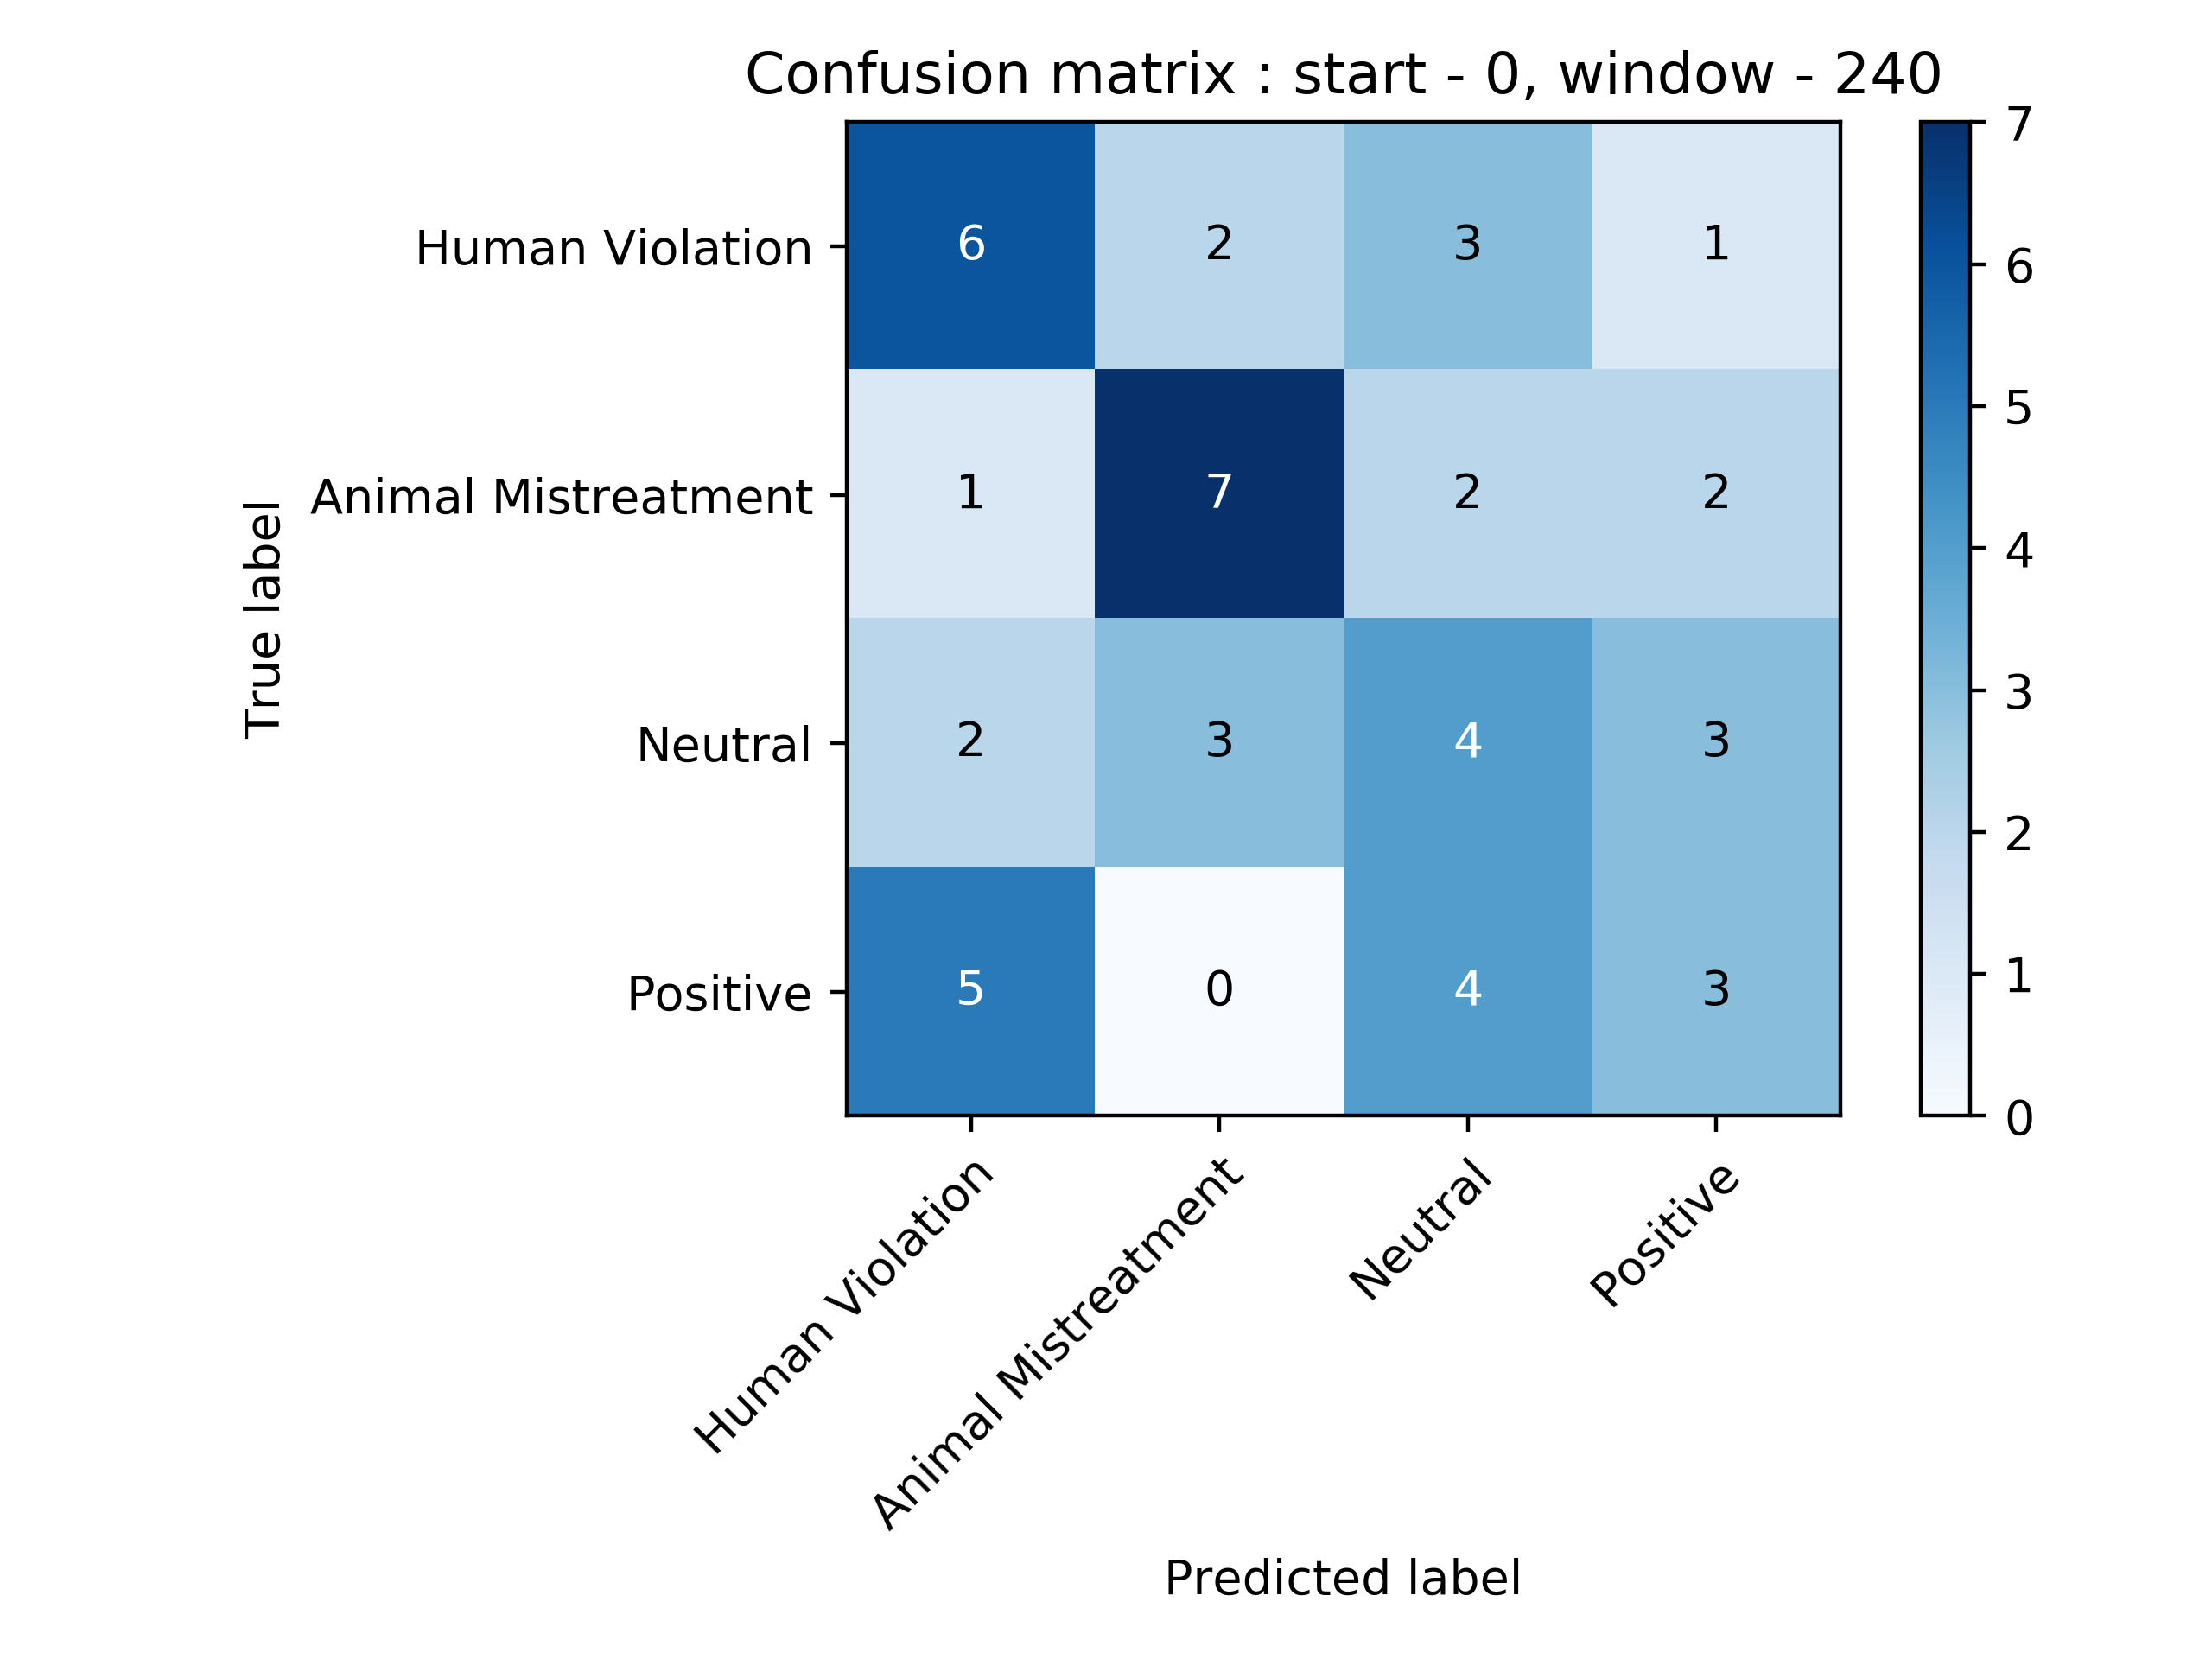 Confusion matrix : start - 0, window - 240
True label
Human Violation 6 2 3 1
Animal Mistreatment 1 7 2 2
Neutral 2 3 4 3
Positive 5 0 4 3
Human Violation
Animal Mistreatment
Neutral
Positive
Predicted label
7
6
5
4
3
2
1
0